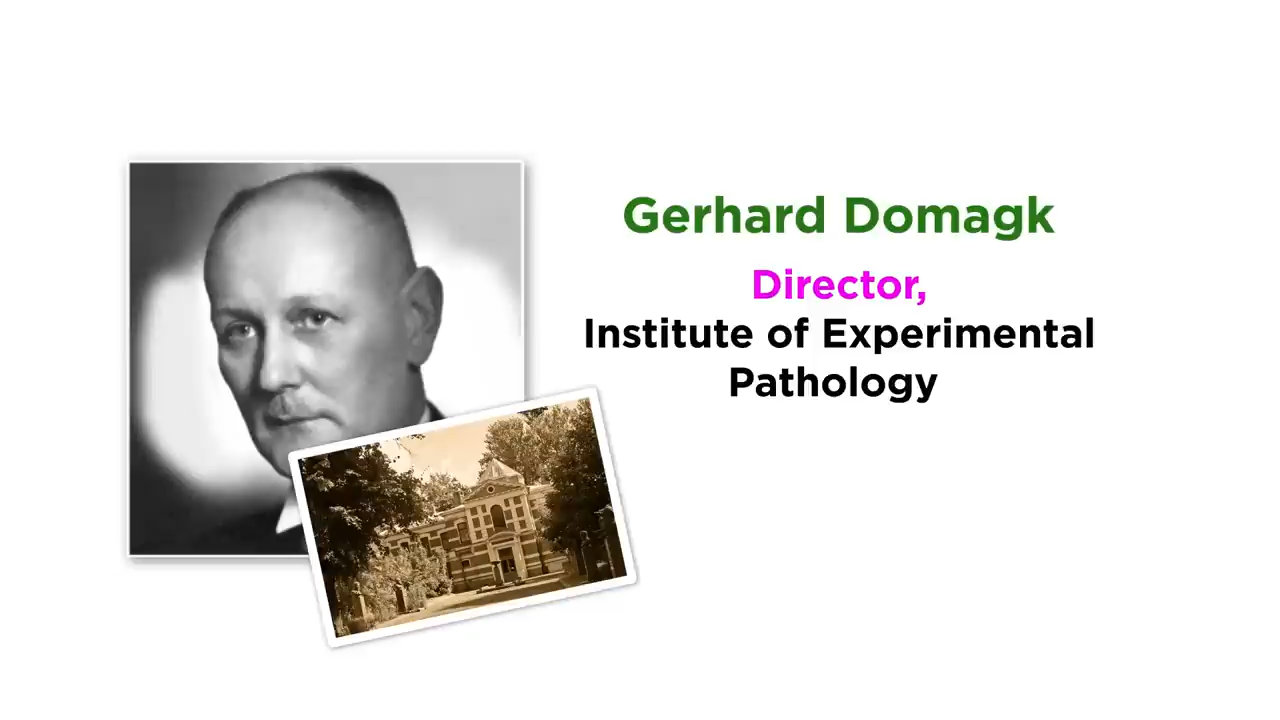 Gerhard Domagk
Director,
Institute of Experimental
Pathology